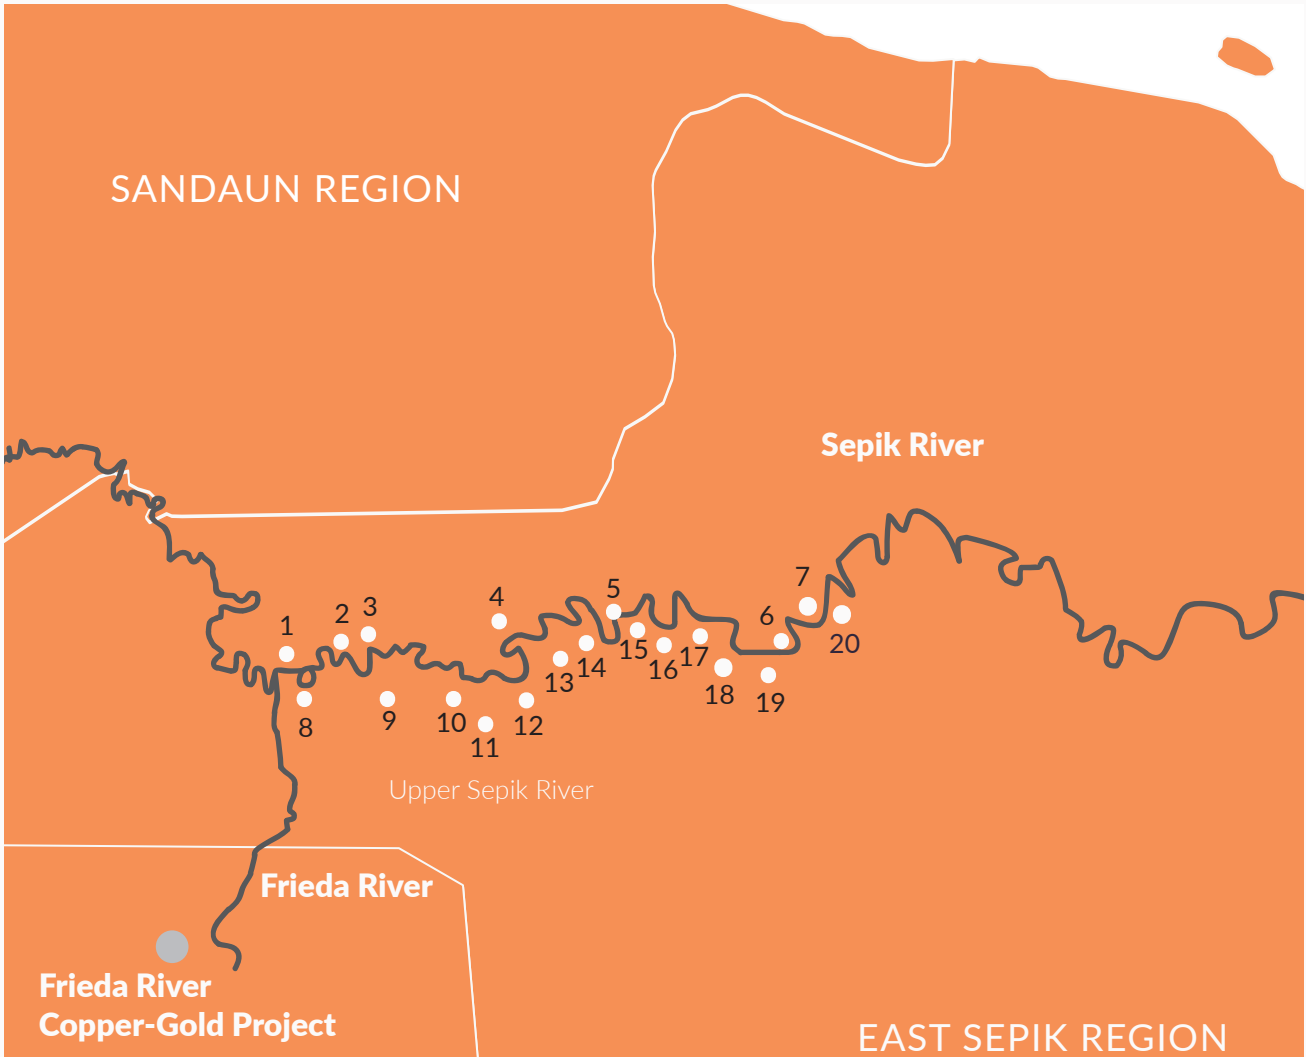 SANDAUN REGION
Sepik River
1
2
3
4
5
6
7
8
9
10
11
12
13
14
15
16
17
18
19
20
Upper Sepik River
Frieda River
Frieda River
Copper-Gold Project
EAST SEPIK REGION